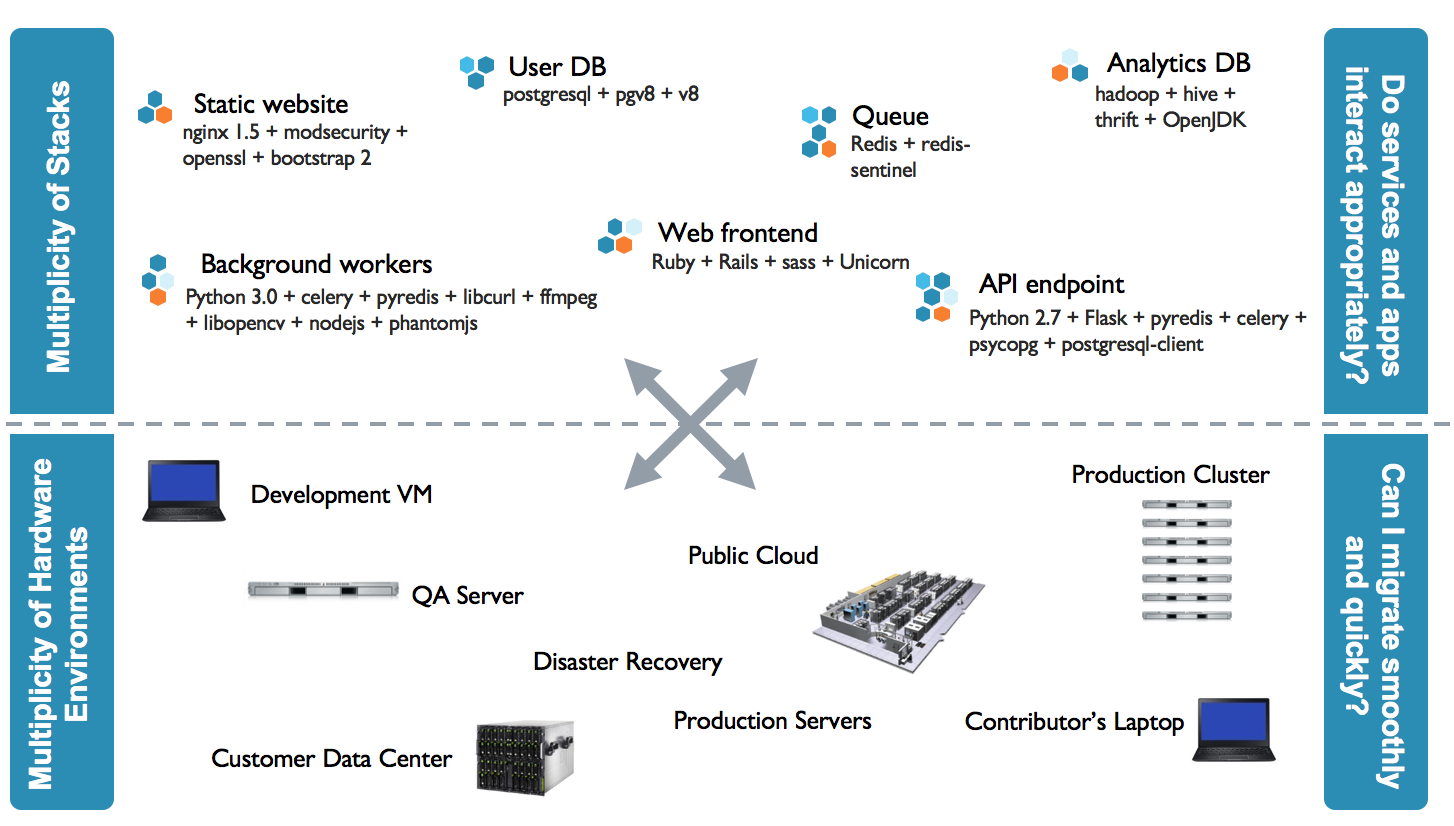 Multiplicity of Stacks
Static website
nginx 1.5 + modsecurity +
openssl + bootstrap 2
User DB
postgresql + pgv8 + v8
Queue
Redis + redis-
sentinel
Analytics DB
hadoop + hive +
thrift + OpenJDK
Background workers
Python 3.0 + celery + pyredis + libcurl + ffmpeg
+ libopencv + nodejs + phantomjs
Web frontend
Ruby + Rails + sass + Unicorn
API endpoint
Python 2.7 + Flask + pyredis + celery +
psycopg + postgresql-client
Do services and apps
interact appropriately?
Multiplicity of Hardware
Environments
Development VM
QA Server
Public Cloud
Production Cluster
Disaster Recovery
Production Servers
Contributor’s Laptop
Customer Data Center
Can I migrate smoothly
and quickly?